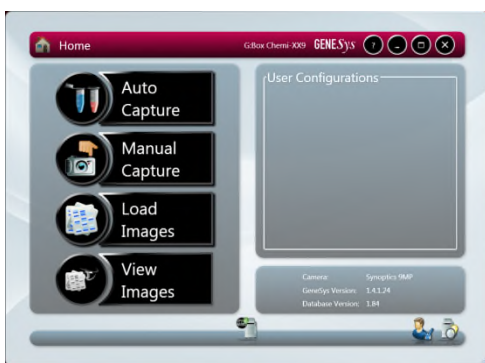 Home
G:Box Chemi-XX9 GENESys ?
Auto
Capture
Manual
Capture
Load
Images
View
Images
User Configurations
Camera: Synoptics 9MP
GeneSys Version: 1.4.1.24
Database Version: 1.84